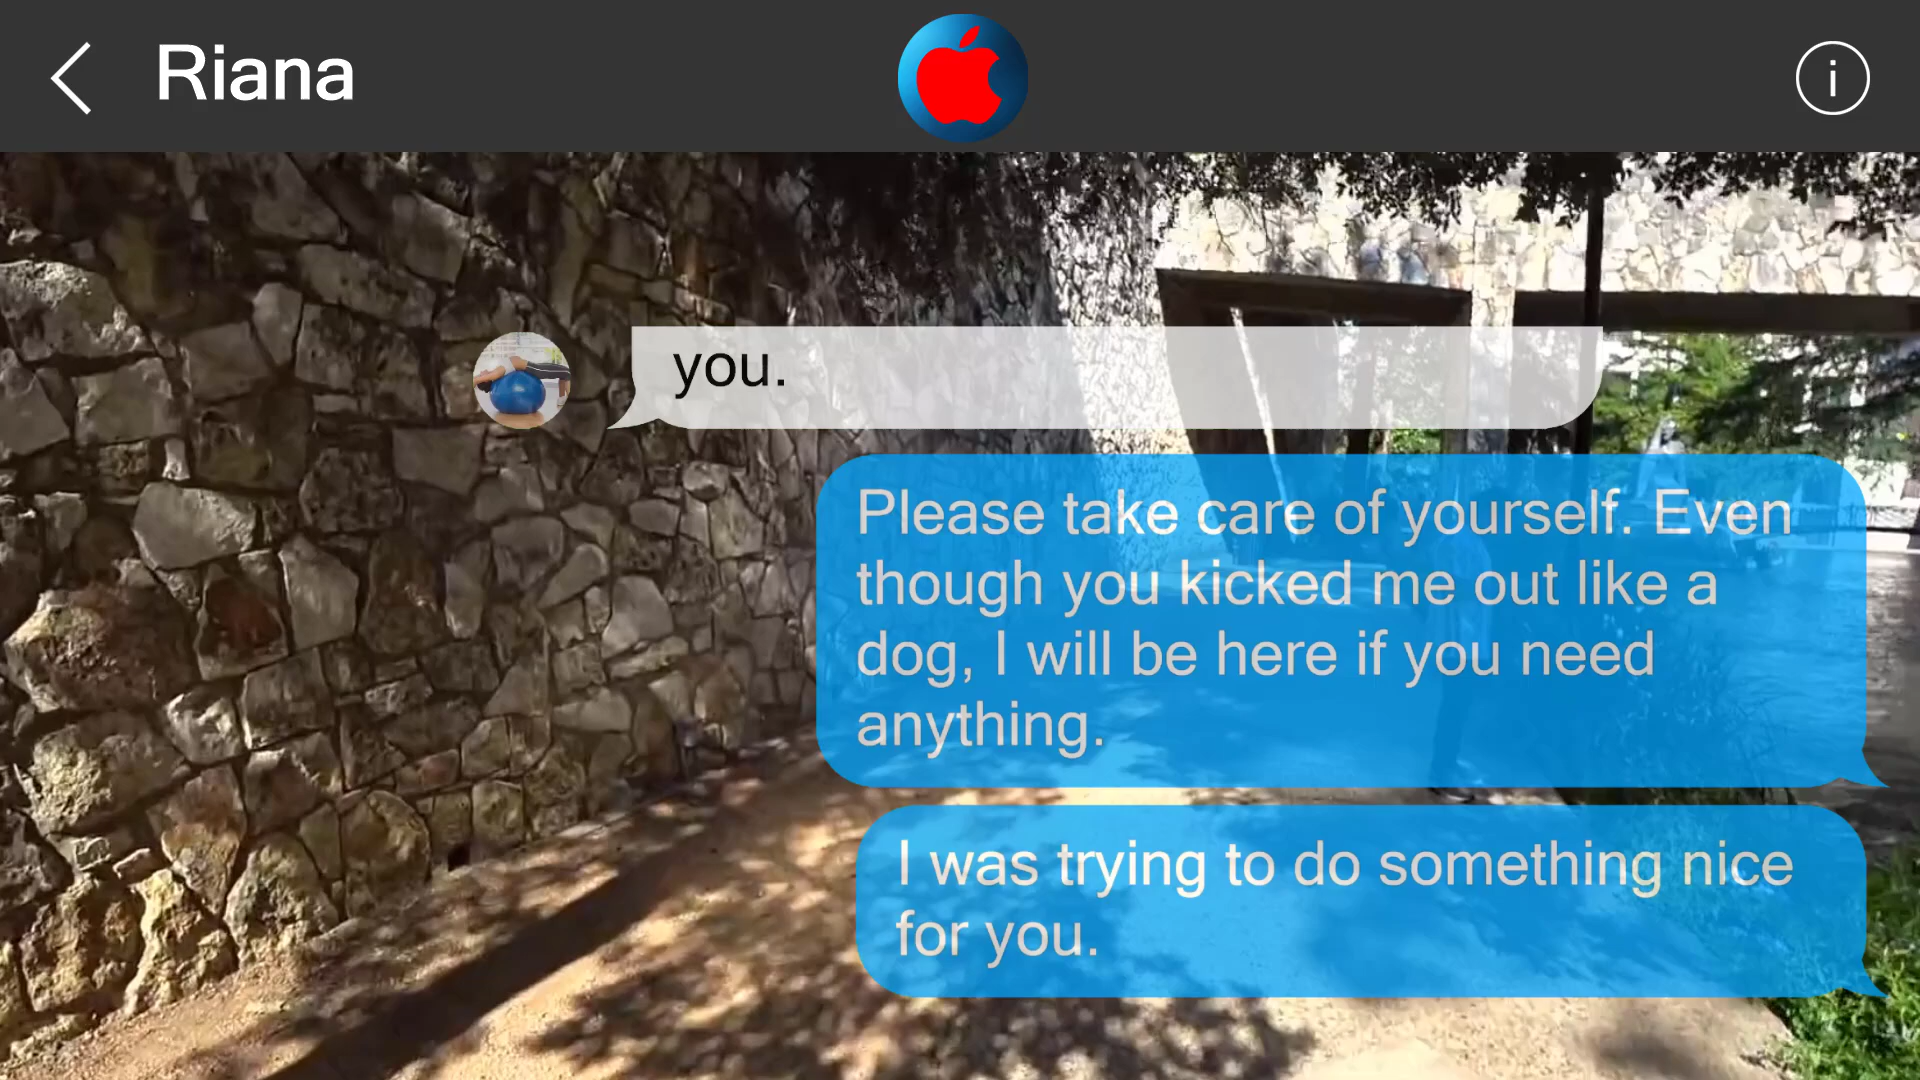 Riana
you.
Please take care of yourself. Even
though you kicked me out like a
dog, I will be here if you need
anything.
I was trying to do something nice
for you.